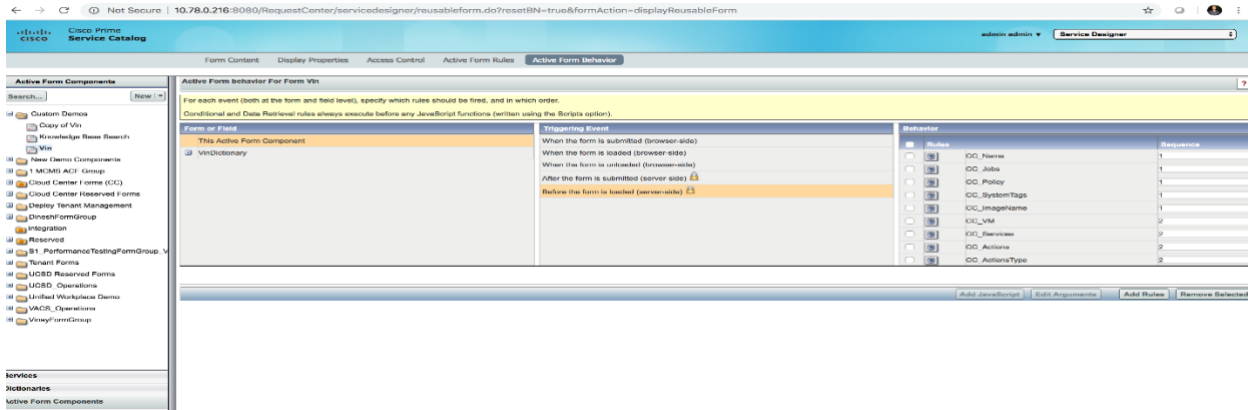 Not Secure | 10.78.0.216:8080/RequestCenter/servicedesigner/reusableform.do?resetBN=true&formAction=displayReusableForm
cisco Cisco Prime
Service Catalog
admin admin Service Designer
Form Content Display Properties Access Control Active Form Rules Active Form Behavior
Active Form Components
Search... New
Custom Demos
Copy of Vin
Knowledge Base Search
Vin
New Demo Components
1 MCMS ACF Group
Cloud Center Forms (CC)
Cloud Center Reserved Forms
Deploy Tenant Management
DineshFormGroup
Integration
Reserved
S1_PerformanceTestingFormGroup_V
Tenant Forms
UCSD Reserved Forms
UCSD_Operations
Unified Workplace Demo
VACS_Operations
VinayFormGroup
Services
Dictionaries
Active Form Components
Active Form behavior For Form Vin
?
For each event (both at the form and field level), specify which rules should be fired, and in which order.
Conditional and Data Retrieval rules always execute before any JavaScript functions (written using the Scripts option).
Form or Field
This Active Form Component
VinDictionary
Triggering Event
When the form is submitted (browser-side)
When the form is loaded (browser-side)
When the form is unloaded (browser-side)
After the form is submitted (server-side)
Before the form is loaded (server-side)
Behavior
Rules Sequence
CC_Name 1
CC_Jobs 1
CC_Policy 1
CC_SystemTags 1
CC_ImageName 1
CC_VM 2
CC_Services 2
CC_Actions 2
CC_ActionsType 2
Add JavaScript Edit Arguments Add Rules Remove Selected